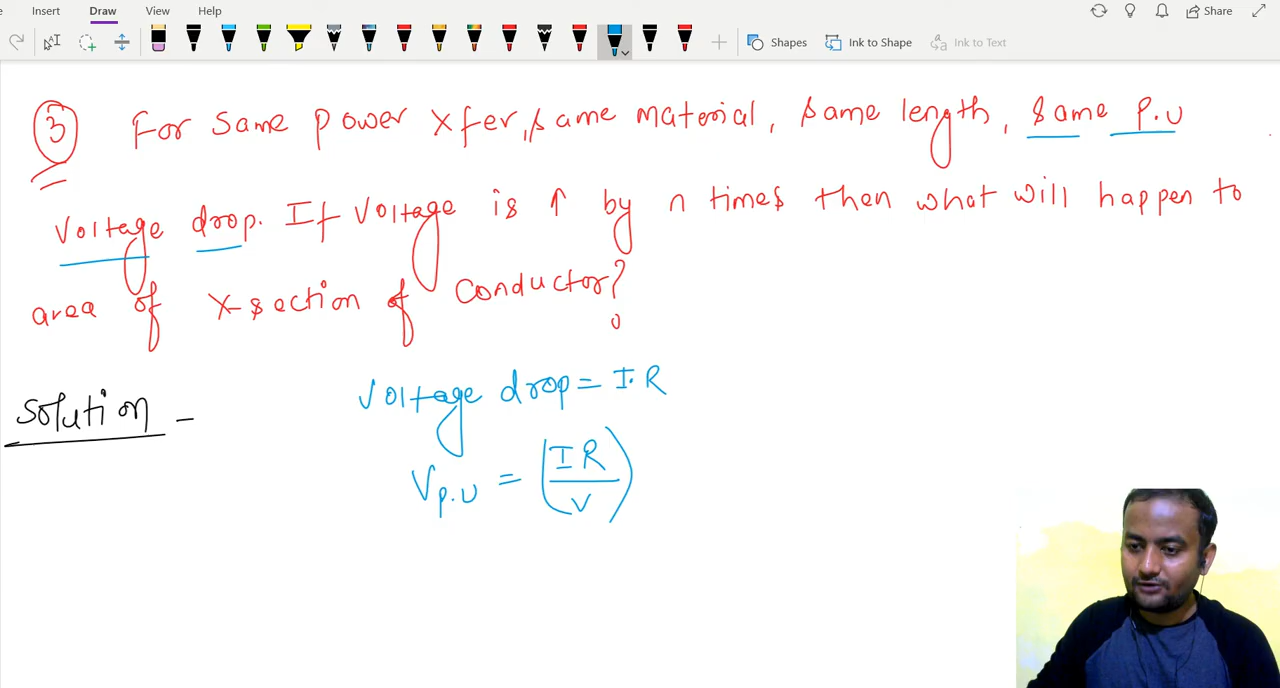 Insert Draw View Help Share
Shapes Ink to Shape Ink to Text
3 For same power Xfer, same material, same length, same P.U
Voltage drop. If Voltage is ↑ by n times then what will happen to
area of X-section of Conductor?
Solution -
Voltage drop = I.R
V P.U = (IR/V)